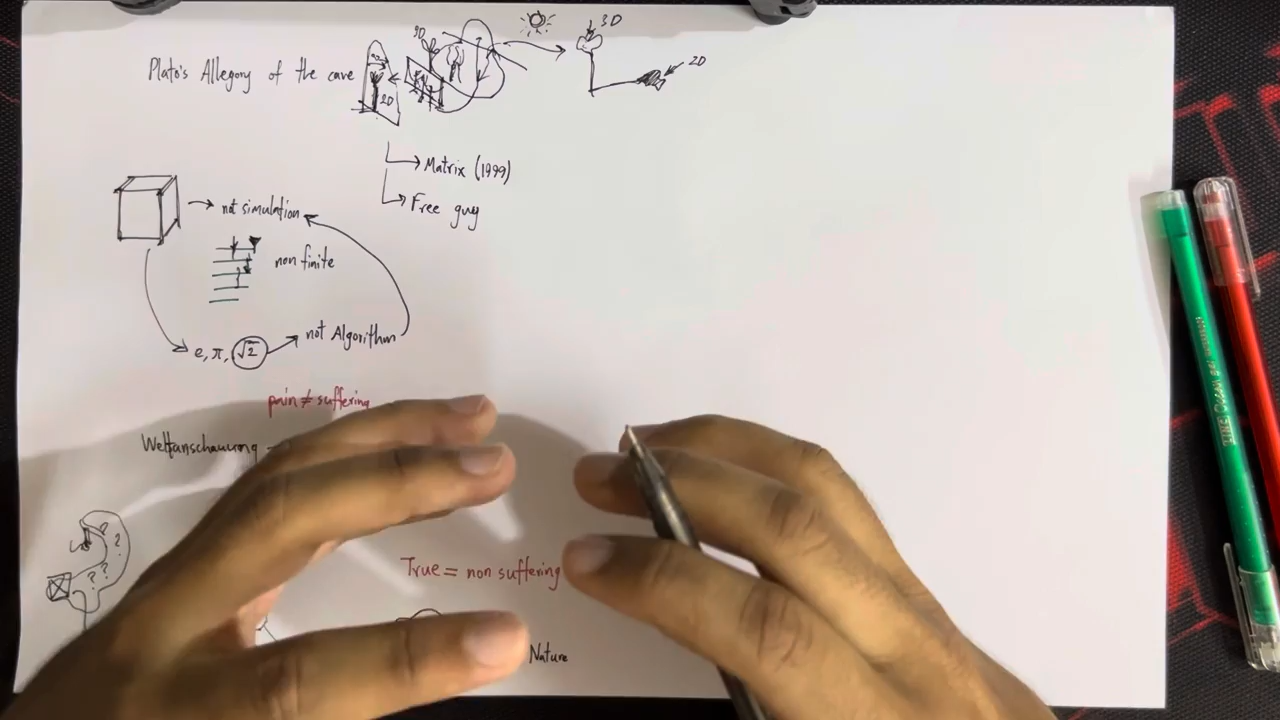 3D
3D
Plato's Allegory of the cave
2D
2D
Matrix (1999)
not simulation
Free guy
non finite
e, π, √2
not Algorithm
pain ≠ suffering
Weltanschauung
?
? ?
True = non suffering
Nature